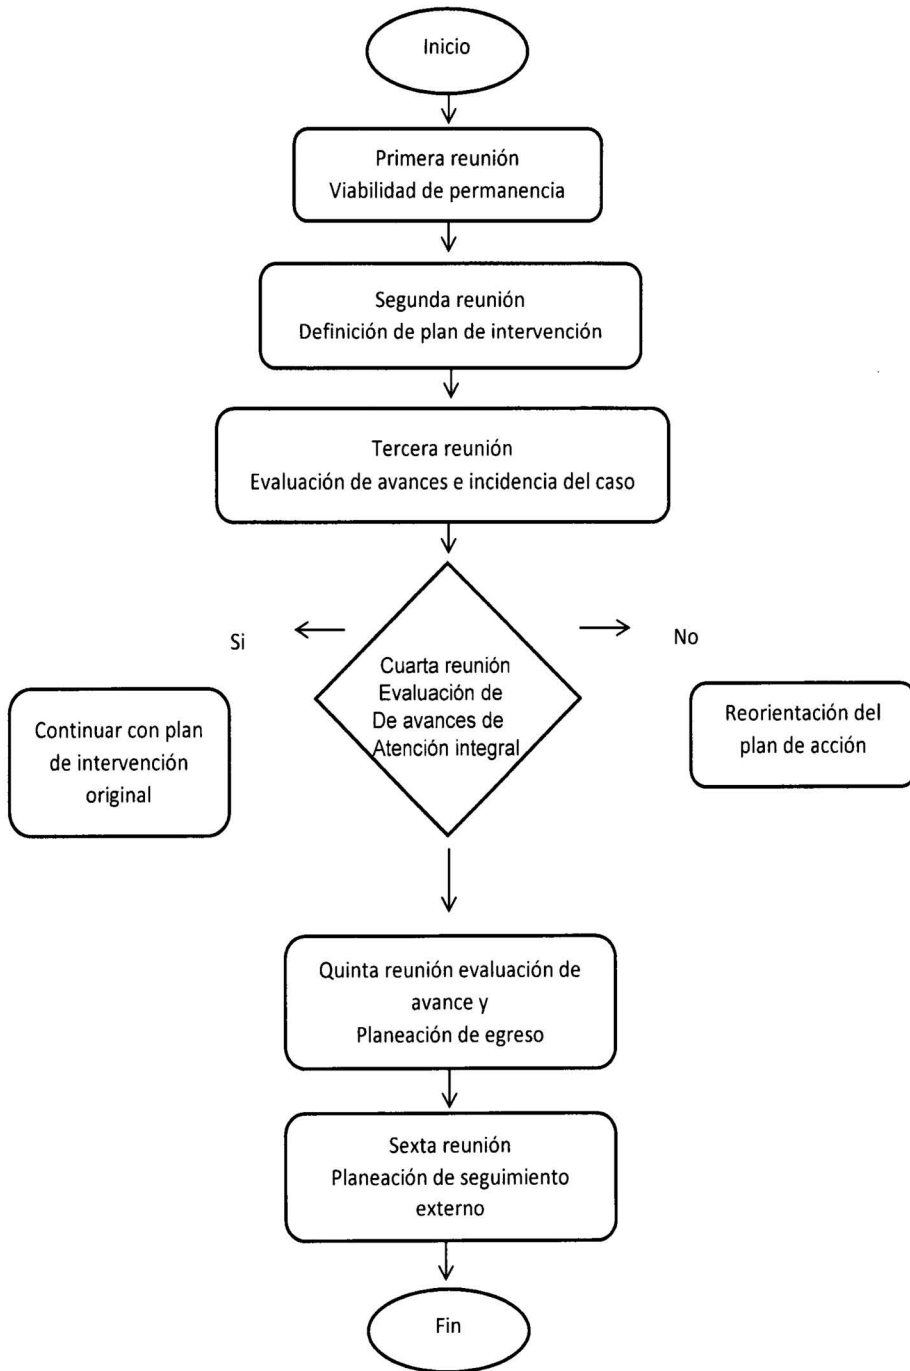 Inicio
Primera reunión
Viabilidad de permanencia
Segunda reunión
Definición de plan de intervención
Tercera reunión
Evaluación de avances e incidencia del caso
Si
No
Cuarta reunión
Evaluación de
De avances de
Atención integral
Continuar con plan
de intervención
original
Reorientación del
plan de acción
Quinta reunión evaluación de
avance y
Planeación de egreso
Sexta reunión
Planeación de seguimiento
externo
Fin